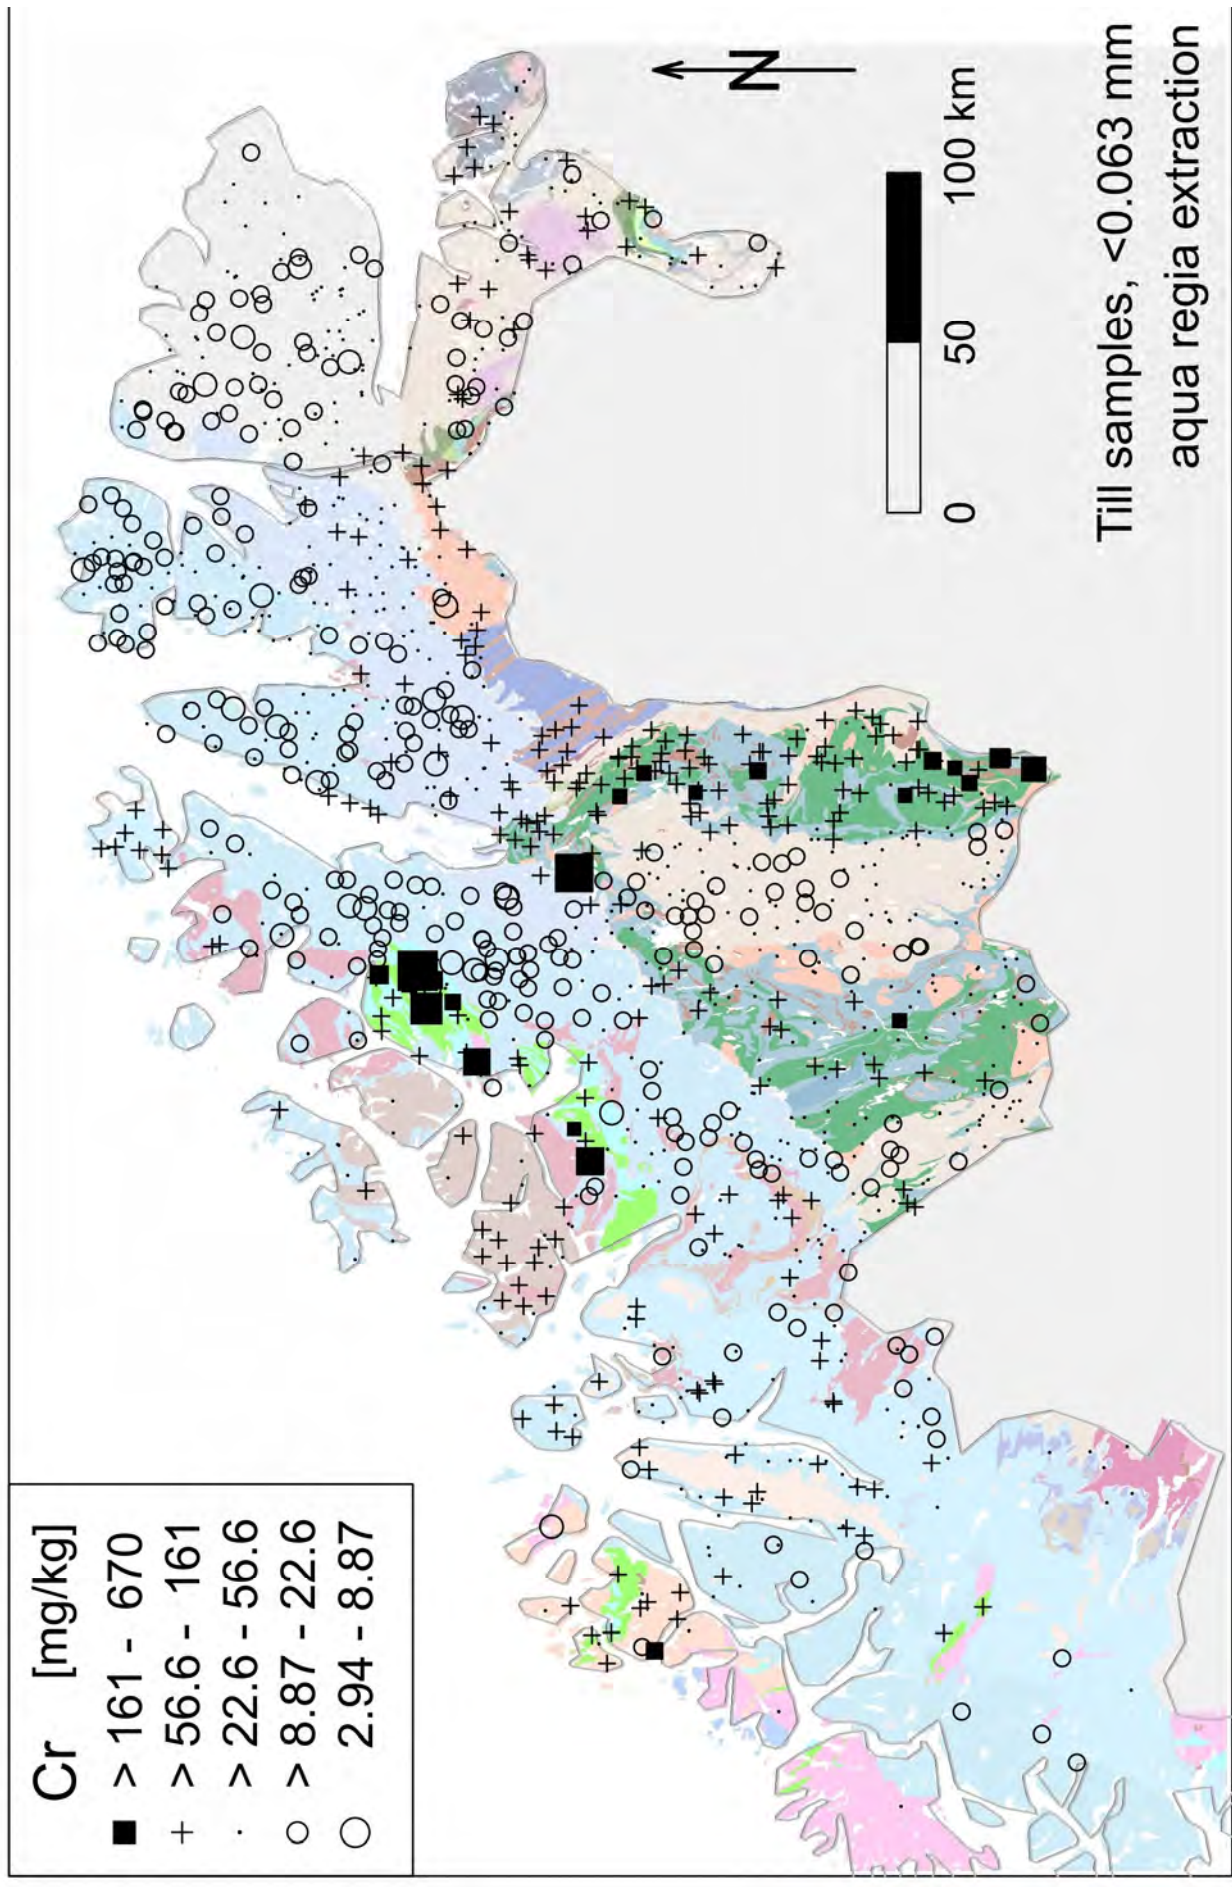 Cr [mg/kg]
> 161 - 670
> 56.6 - 161
> 22.6 - 56.6
> 8.87 - 22.6
2.94 - 8.87
N
0 50 100 km
Till samples, <0.063 mm
aqua regia extraction